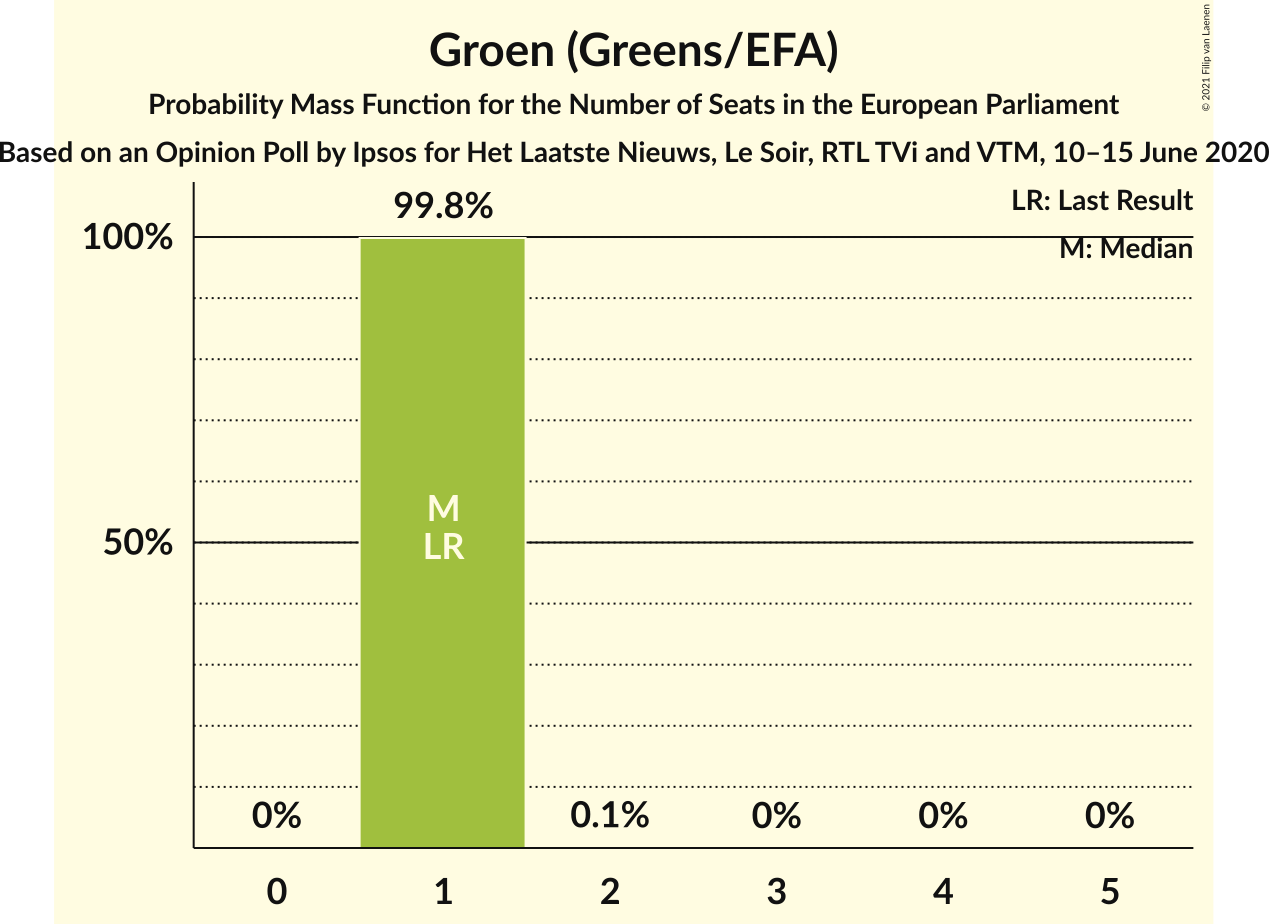 Groen (Greens/EFA)
Probability Mass Function for the Number of Seats in the European Parliament
Based on an Opinion Poll by Ipsos for Het Laatste Nieuws, Le Soir, RTL TVi and VTM, 10–15 June 2020
© 2021 Filip van Laenen
LR: Last Result
M: Median
99.8%
100%
50%
M
LR
0%
0.1%
0%
0%
0%
0
1
2
3
4
5